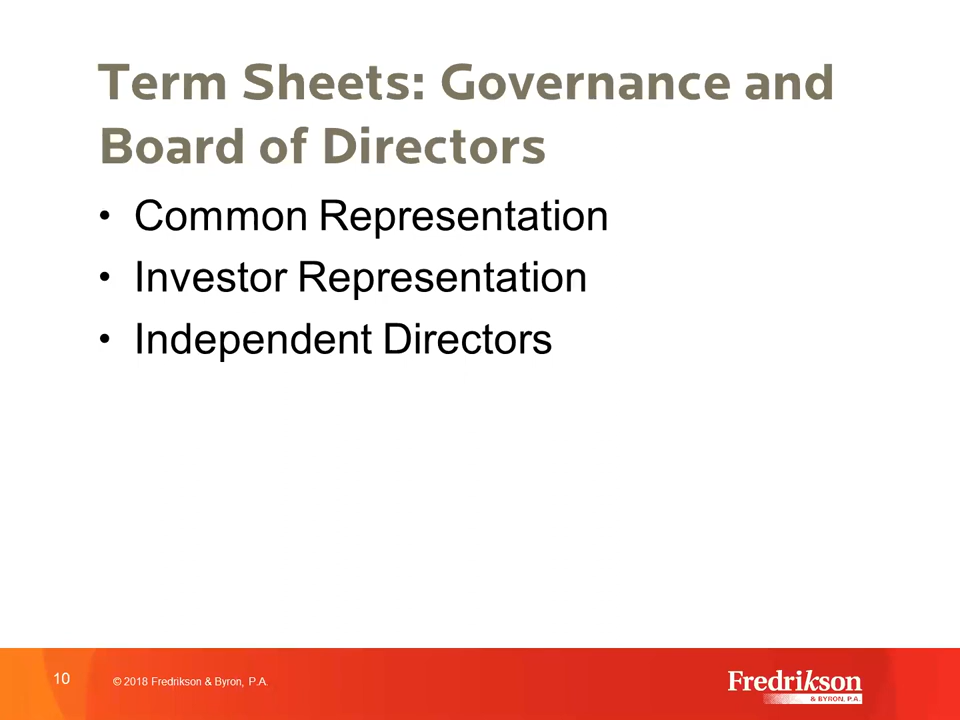 Term Sheets: Governance and
Board of Directors
• Common Representation
• Investor Representation
• Independent Directors
10
© 2018 Fredrikson & Byron, P.A.
Fredrikson
& BYRON, P.A.